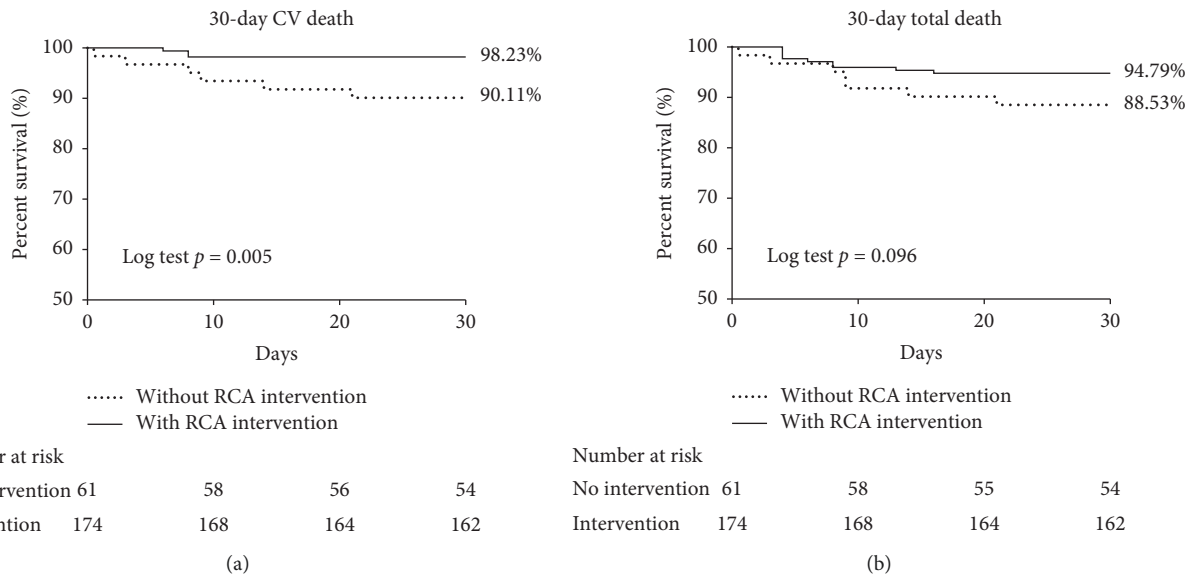 30-day CV death
100
90
80
70
60
50
Percent survival (%)
98.23%
90.11%
Log test p = 0.005
0 10 20 30
Days
Without RCA intervention
With RCA intervention
r at risk
rvention 61 58 56 54
ntion 174 168 164 162
(a)
30-day total death
100
90
80
70
60
50
Percent survival (%)
94.79%
88.53%
Log test p = 0.096
0 10 20 30
Days
Without RCA intervention
With RCA intervention
Number at risk
No intervention 61 58 55 54
Intervention 174 168 164 162
(b)